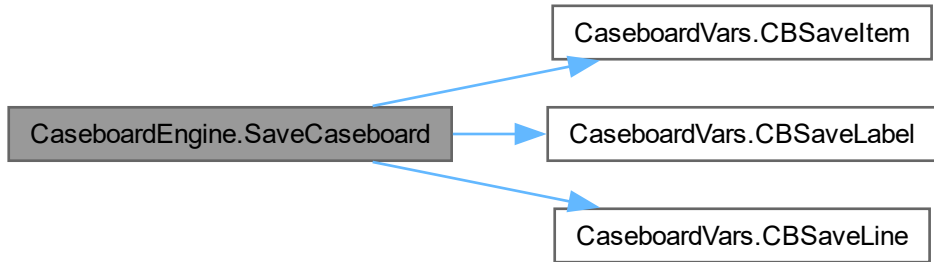 CaseboardVars.CBSaveItem
CaseboardEngine.SaveCaseboard
CaseboardVars.CBSaveLabel
CaseboardVars.CBSaveLine